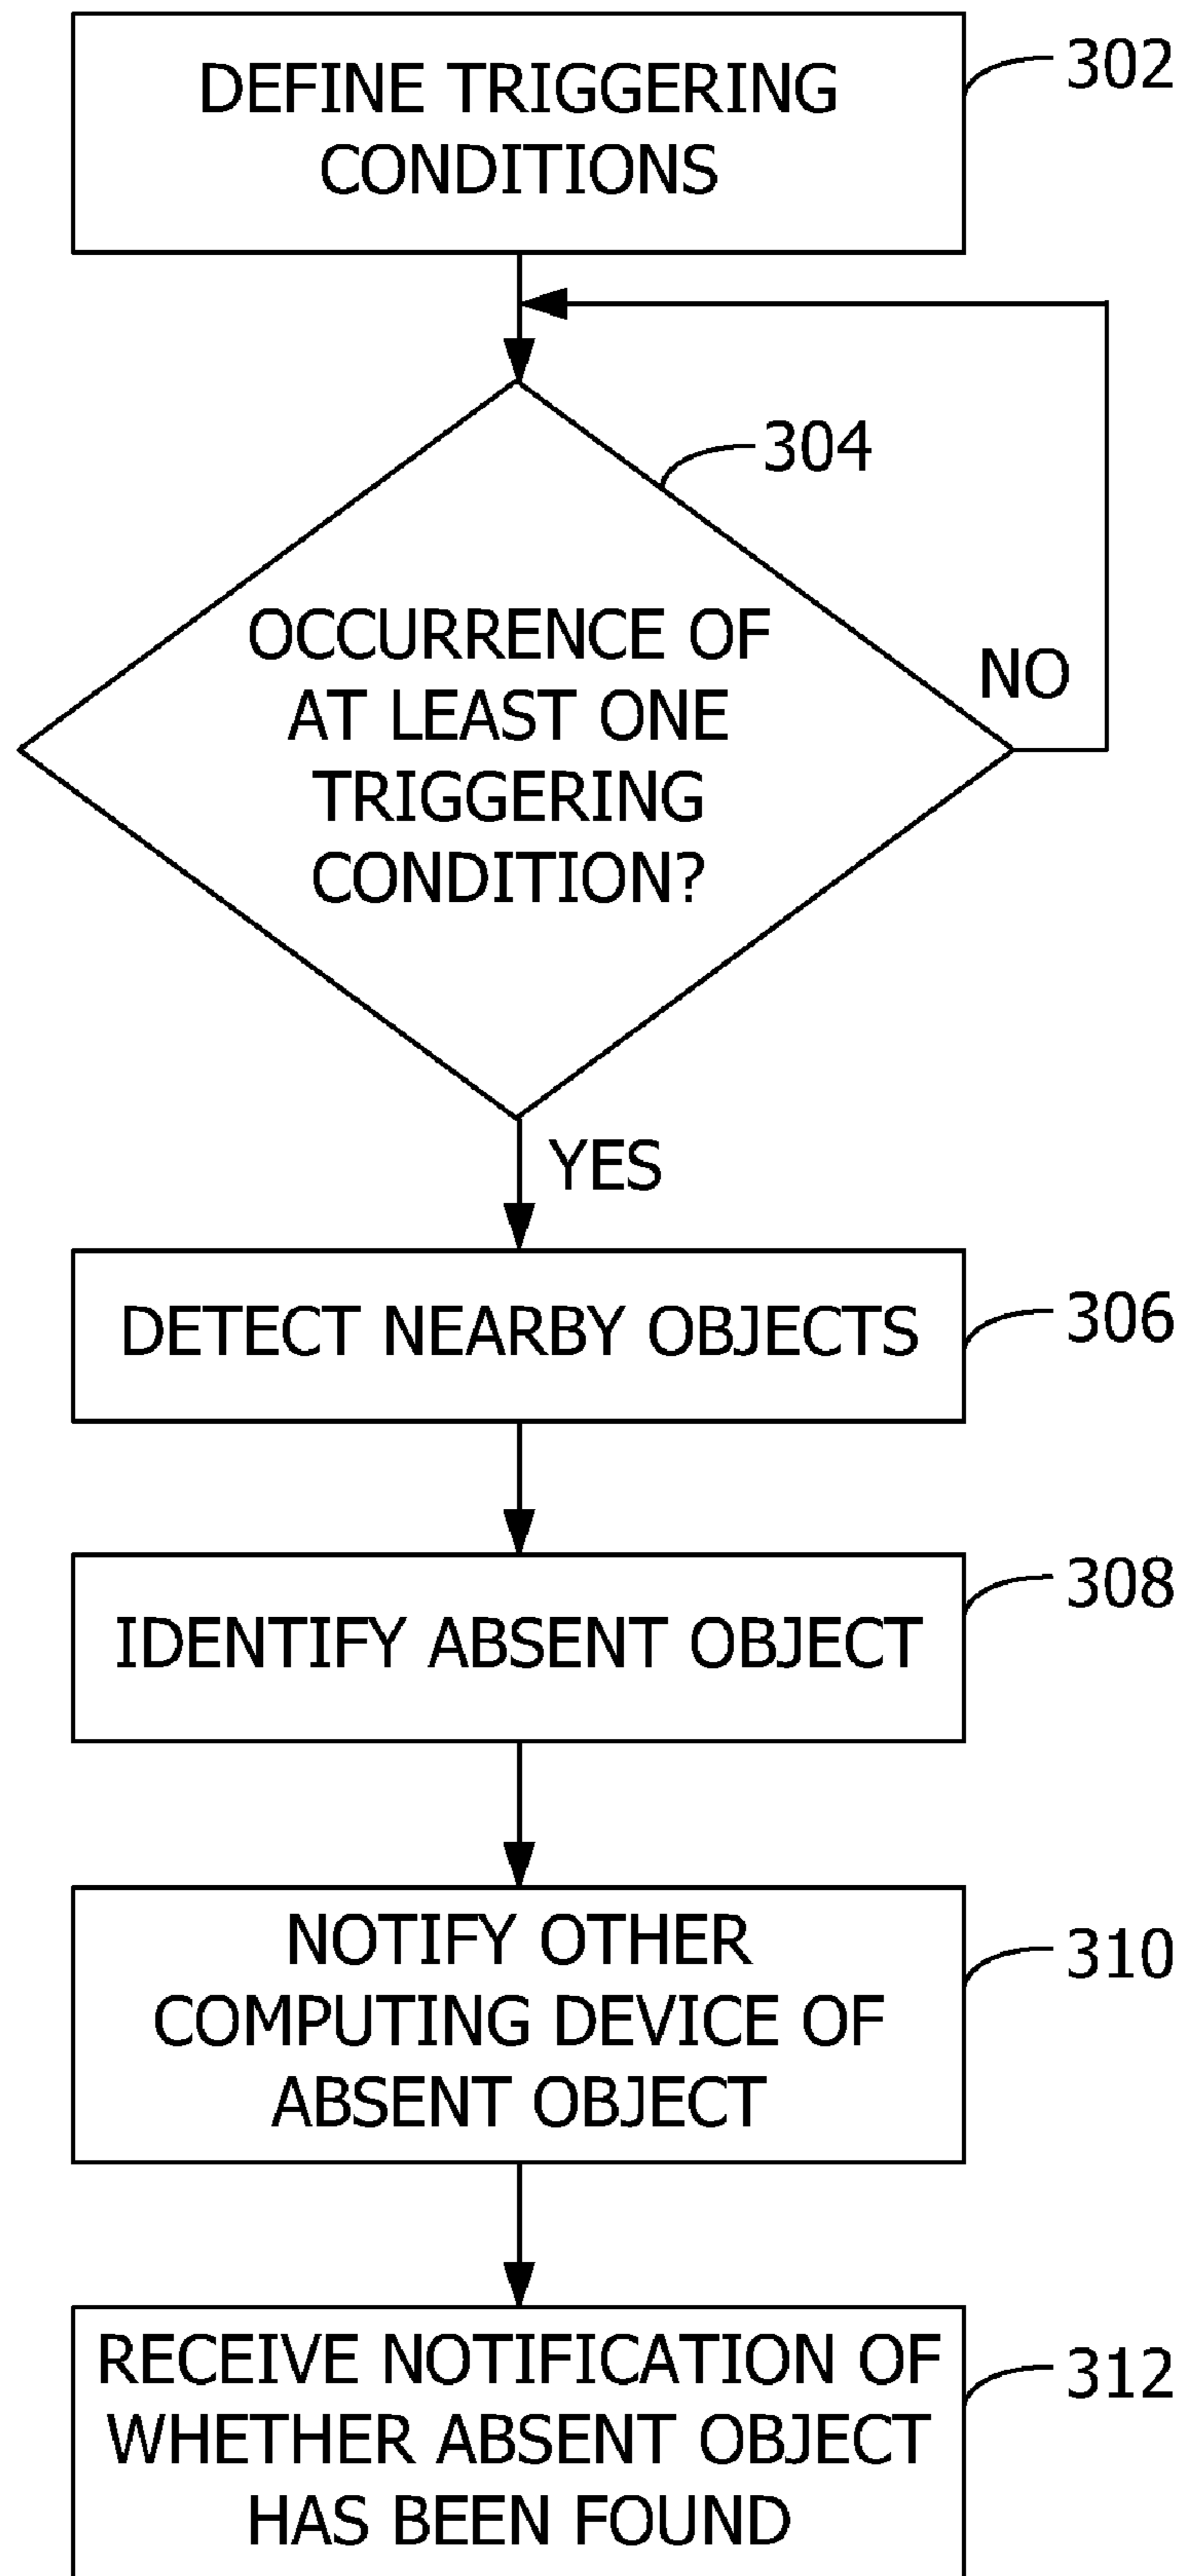 DEFINE TRIGGERING
CONDITIONS
302
304
OCCURRENCE OF
AT LEAST ONE
TRIGGERING
CONDITION?
NO
YES
DETECT NEARBY OBJECTS
306
IDENTIFY ABSENT OBJECT
308
NOTIFY OTHER
COMPUTING DEVICE OF
ABSENT OBJECT
310
RECEIVE NOTIFICATION OF
WHETHER ABSENT OBJECT
HAS BEEN FOUND
312